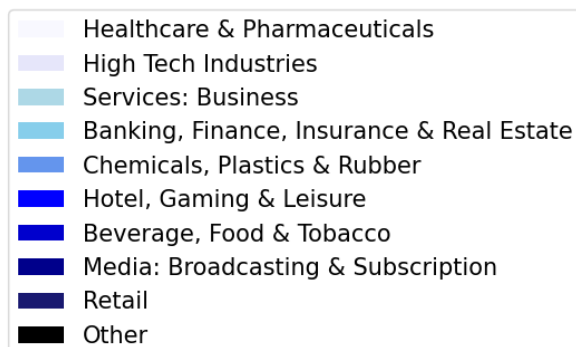 Healthcare & Pharmaceuticals
High Tech Industries
Services: Business
Banking, Finance, Insurance & Real Estate
Chemicals, Plastics & Rubber
Hotel, Gaming & Leisure
Beverage, Food & Tobacco
Media: Broadcasting & Subscription
Retail
Other